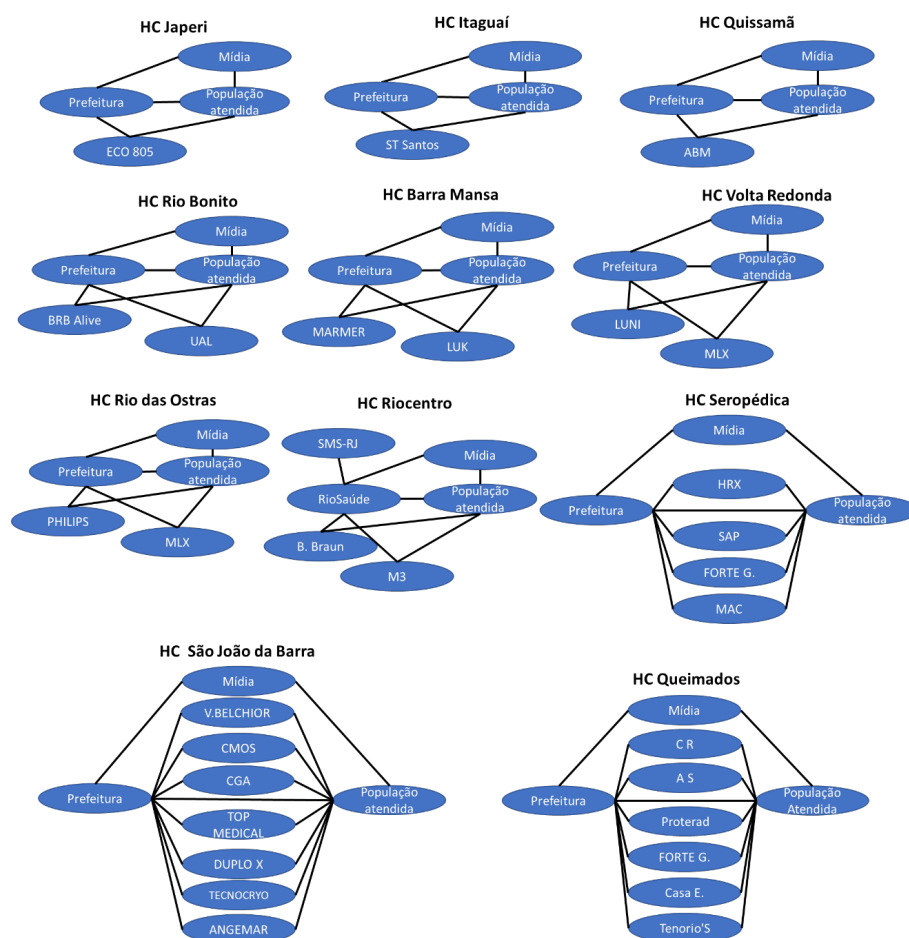 HC Japeri
Mídia
Prefeitura
População
atendida
ECO 805
HC Itaguaí
Mídia
Prefeitura
População
atendida
ST Santos
HC Quissamã
Mídia
Prefeitura
População
atendida
ABM
HC Rio Bonito
Mídia
Prefeitura
População
atendida
BRB Alive
UAL
HC Barra Mansa
Mídia
Prefeitura
População
atendida
MARMER
LUK
HC Volta Redonda
Mídia
Prefeitura
População
atendida
LUNI
MLX
HC Rio das Ostras
Mídia
Prefeitura
População
atendida
PHILIPS
MLX
HC Riocentro
SMS-RJ
Mídia
RioSaúde
População
atendida
B. Braun
M3
HC Seropédica
Mídia
HRX
Prefeitura
População
atendida
SAP
FORTE G.
MAC
HC São João da Barra
Mídia
V.BELCHIOR
CMOS
CGA
Prefeitura
População
atendida
TOP
MEDICAL
DUPLO X
TECNOCRYO
ANGEMAR
HC Queimados
Mídia
C R
A S
Prefeitura
População
Atendida
Proterad
FORTE G.
Casa E.
Tenorio'S